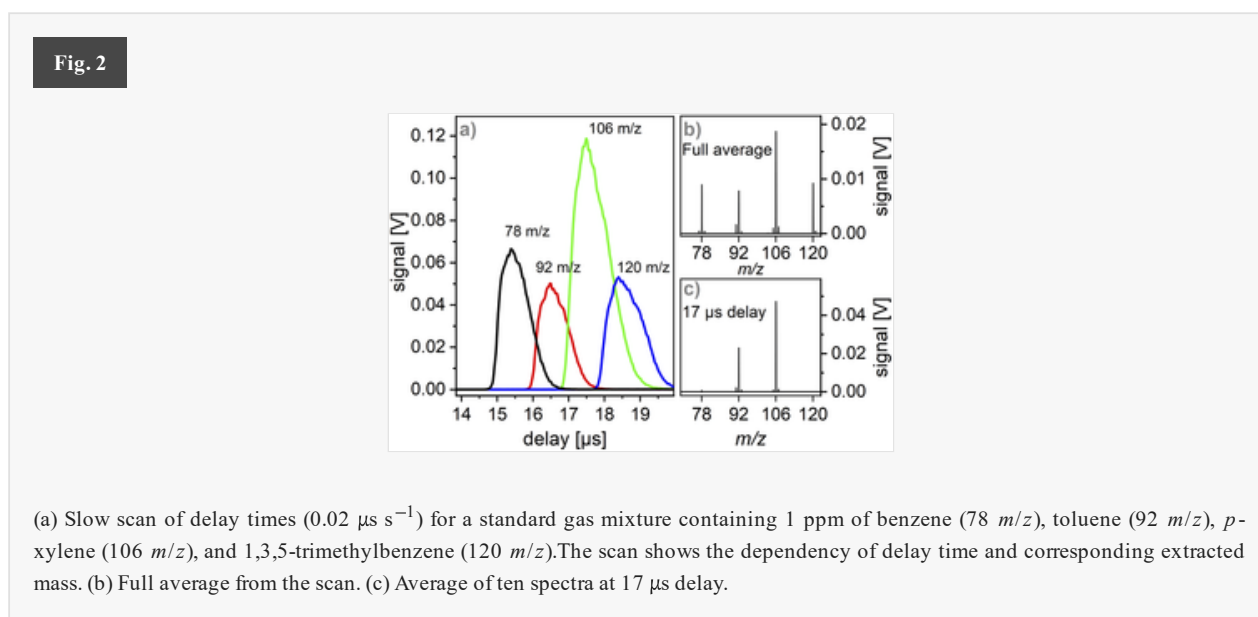 Fig. 2
a)
106 m/z
78 m/z
92 m/z
120 m/z
signal [V]
0.12
0.10
0.08
0.06
0.04
0.02
0.00
14 15 16 17 18 19
delay [μs]
b)
Full average
0.02
0.01
0.00
signal [V]
78 92 106 120
m/z
c)
17 μs delay
0.04
0.02
0.00
signal [V]
78 92 106 120
m/z
(a) Slow scan of delay times (0.02 μs s⁻¹) for a standard gas mixture containing 1 ppm of benzene (78 m/z), toluene (92 m/z), p-
xylene (106 m/z), and 1,3,5-trimethylbenzene (120 m/z).The scan shows the dependency of delay time and corresponding extracted
mass. (b) Full average from the scan. (c) Average of ten spectra at 17 μs delay.